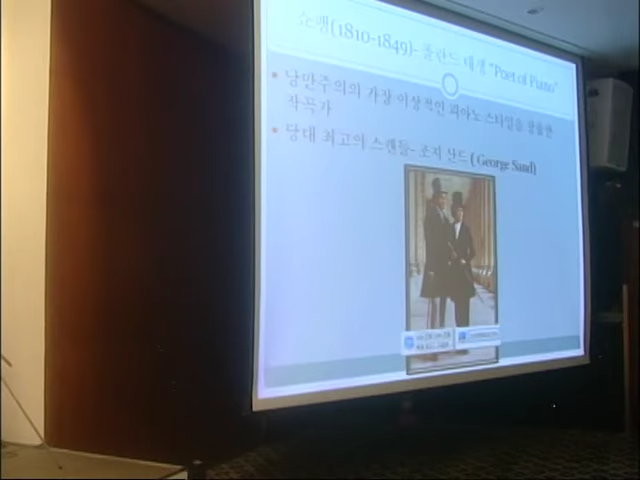 쇼팽(1810-1849)- 폴란드 태생 "Poet of Piano"
낭만주의의 가장 이상적인 피아노 스타일을 창출한
작곡가
당대 최고의 스캔들- 조지 산드( George Sand)